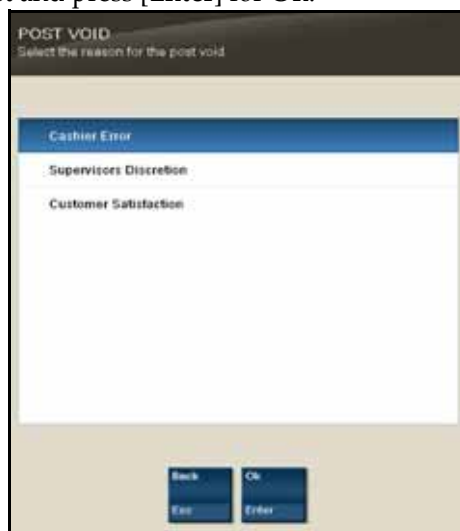 and press [Enter] for Ok.
POST VOID
Select the reason for the post void
Cashier Error
Supervisors Discretion
Customer Satisfaction
Back Ok
Esc Enter